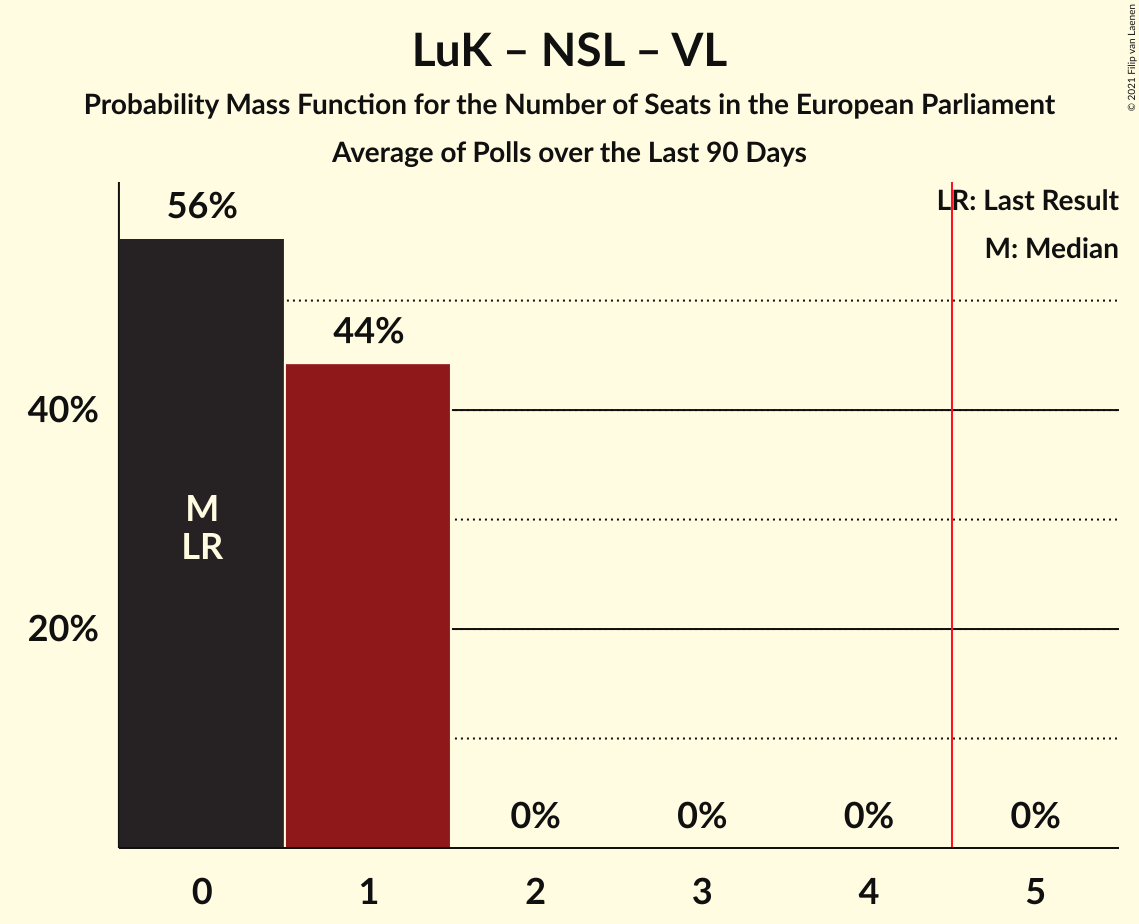 LuK – NSL – VL
Probability Mass Function for the Number of Seats in the European Parliament
Average of Polls over the Last 90 Days
© 2021 Filip van Laenen
LR: Last Result
M: Median
56%
44%
40%
M
LR
20%
0%
0%
0%
0%
0
1
2
3
4
5